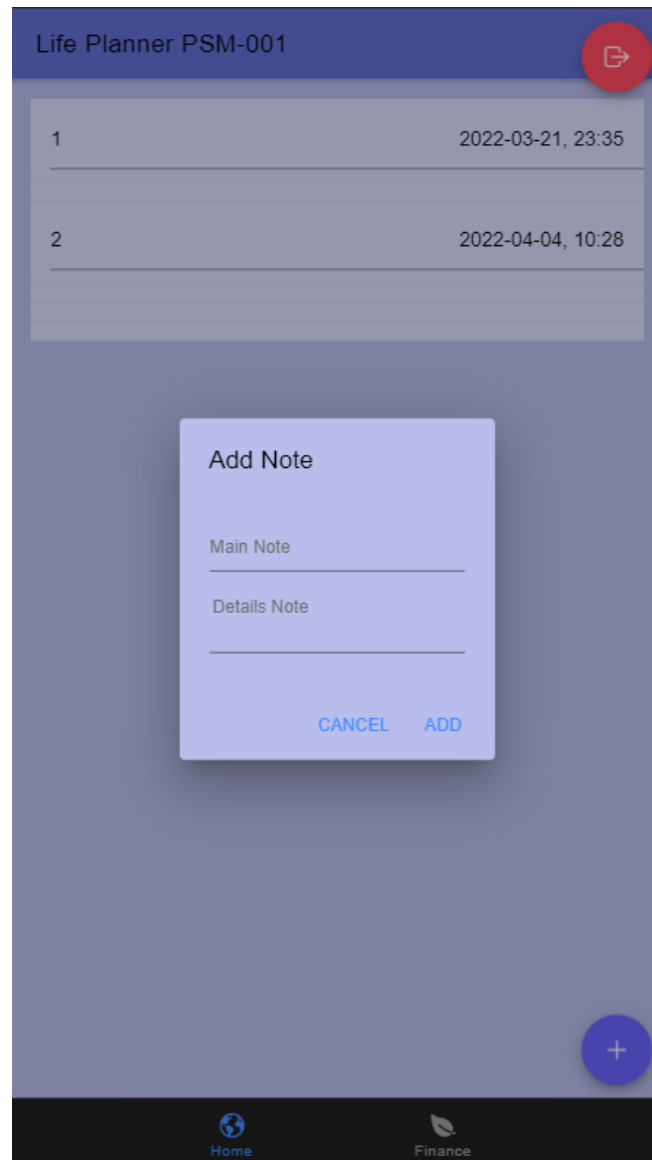 Life Planner PSM-001
1 2022-03-21, 23:35
2 2022-04-04, 10:28
Add Note
Main Note
Details Note
CANCEL ADD
Home Finance